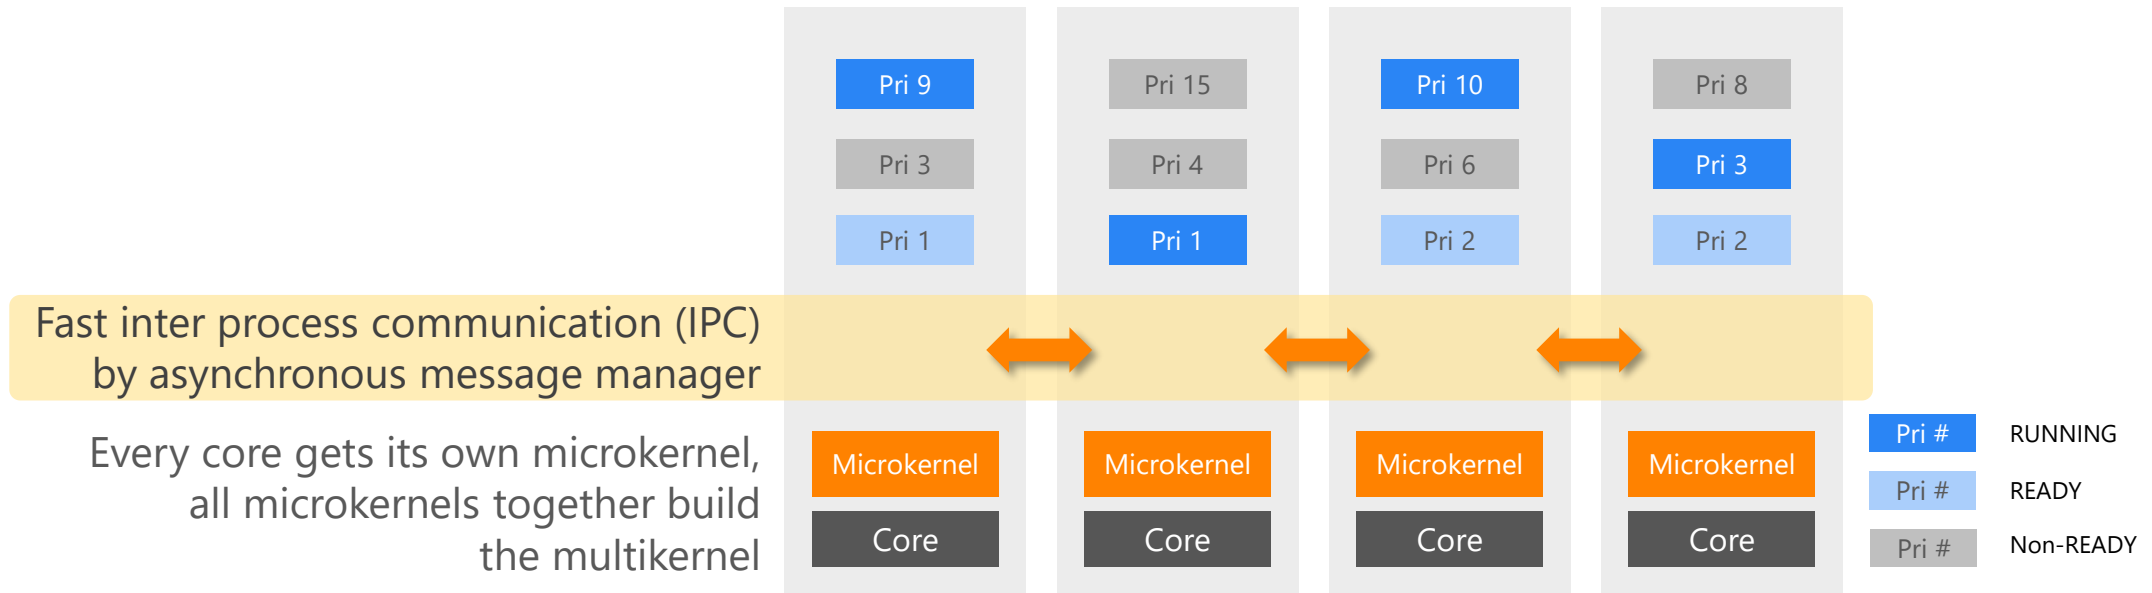 Pri 9
Pri 15
Pri 10
Pri 8
Pri 3
Pri 4
Pri 6
Pri 3
Pri 1
Pri 1
Pri 2
Pri 2
Fast inter process communication (IPC)
by asynchronous message manager
Every core gets its own microkernel,
all microkernels together build
the multikernel
Microkernel
Microkernel
Microkernel
Microkernel
Core
Core
Core
Core
Pri #
RUNNING
Pri #
READY
Pri #
Non-READY